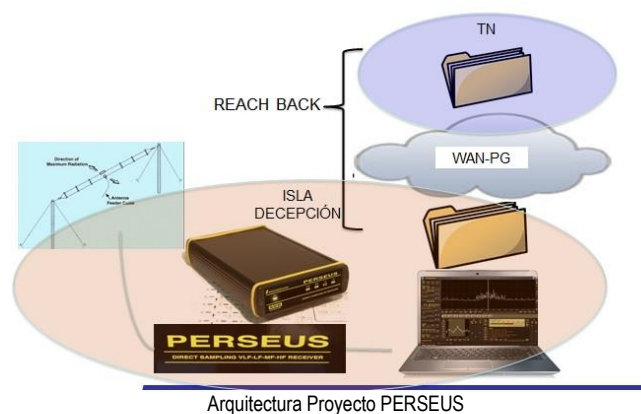 TN
REACH BACK
WAN-PG
Direction of
Maximum Radiation
Antenna
Feeder Coax
ISLA
DECEPCIÓN
PERSEUS
PERSEUS
DIRECT SAMPLING VLF-LF-MF-HF RECEIVER
Arquitectura Proyecto PERSEUS